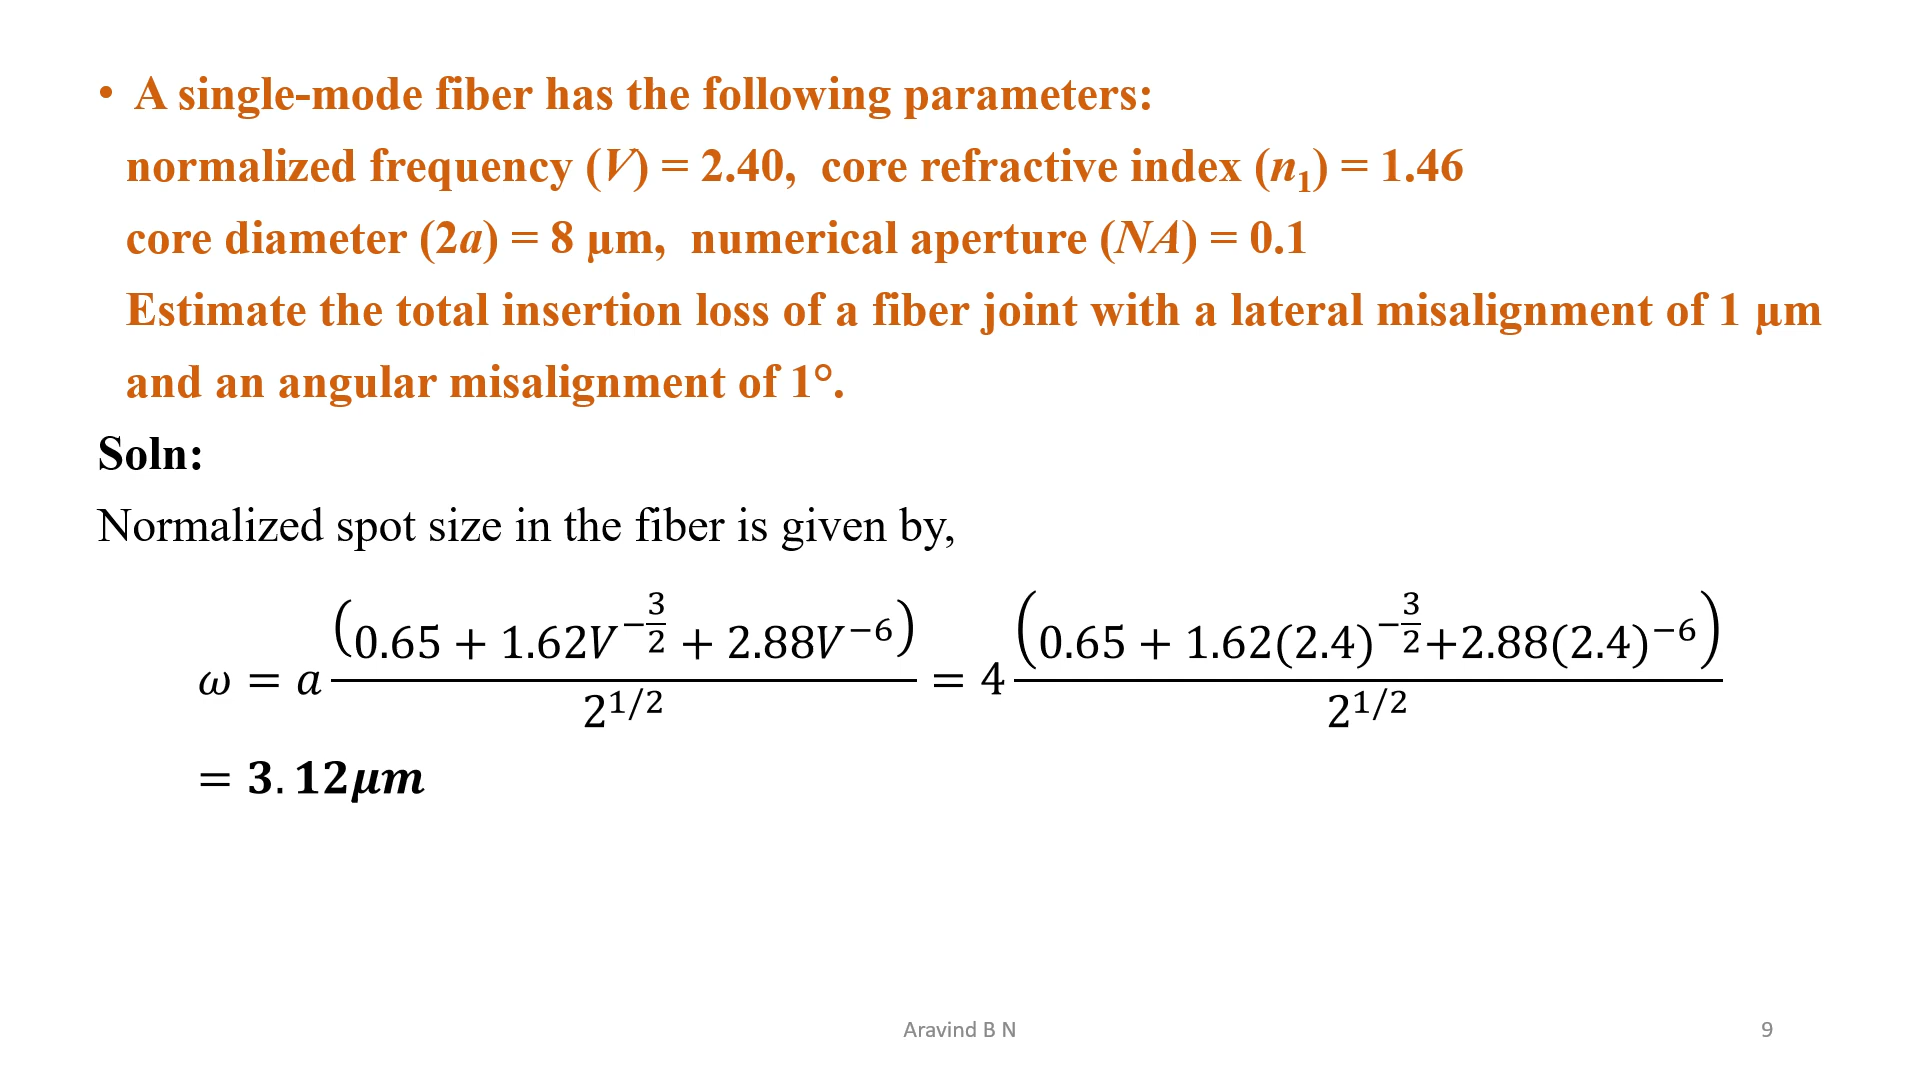 • A single-mode fiber has the following parameters:
normalized frequency (V) = 2.40, core refractive index (n₁) = 1.46
core diameter (2a) = 8 µm, numerical aperture (NA) = 0.1
Estimate the total insertion loss of a fiber joint with a lateral misalignment of 1 µm
and an angular misalignment of 1°.
Soln:
Normalized spot size in the fiber is given by,
ω = a (0.65 + 1.62V^(−3/2) + 2.88V^(−6)) / 2^(1/2) = 4 (0.65 + 1.62(2.4)^(−3/2)+2.88(2.4)^(−6)) / 2^(1/2)
= 3.12μm
Aravind B N 9